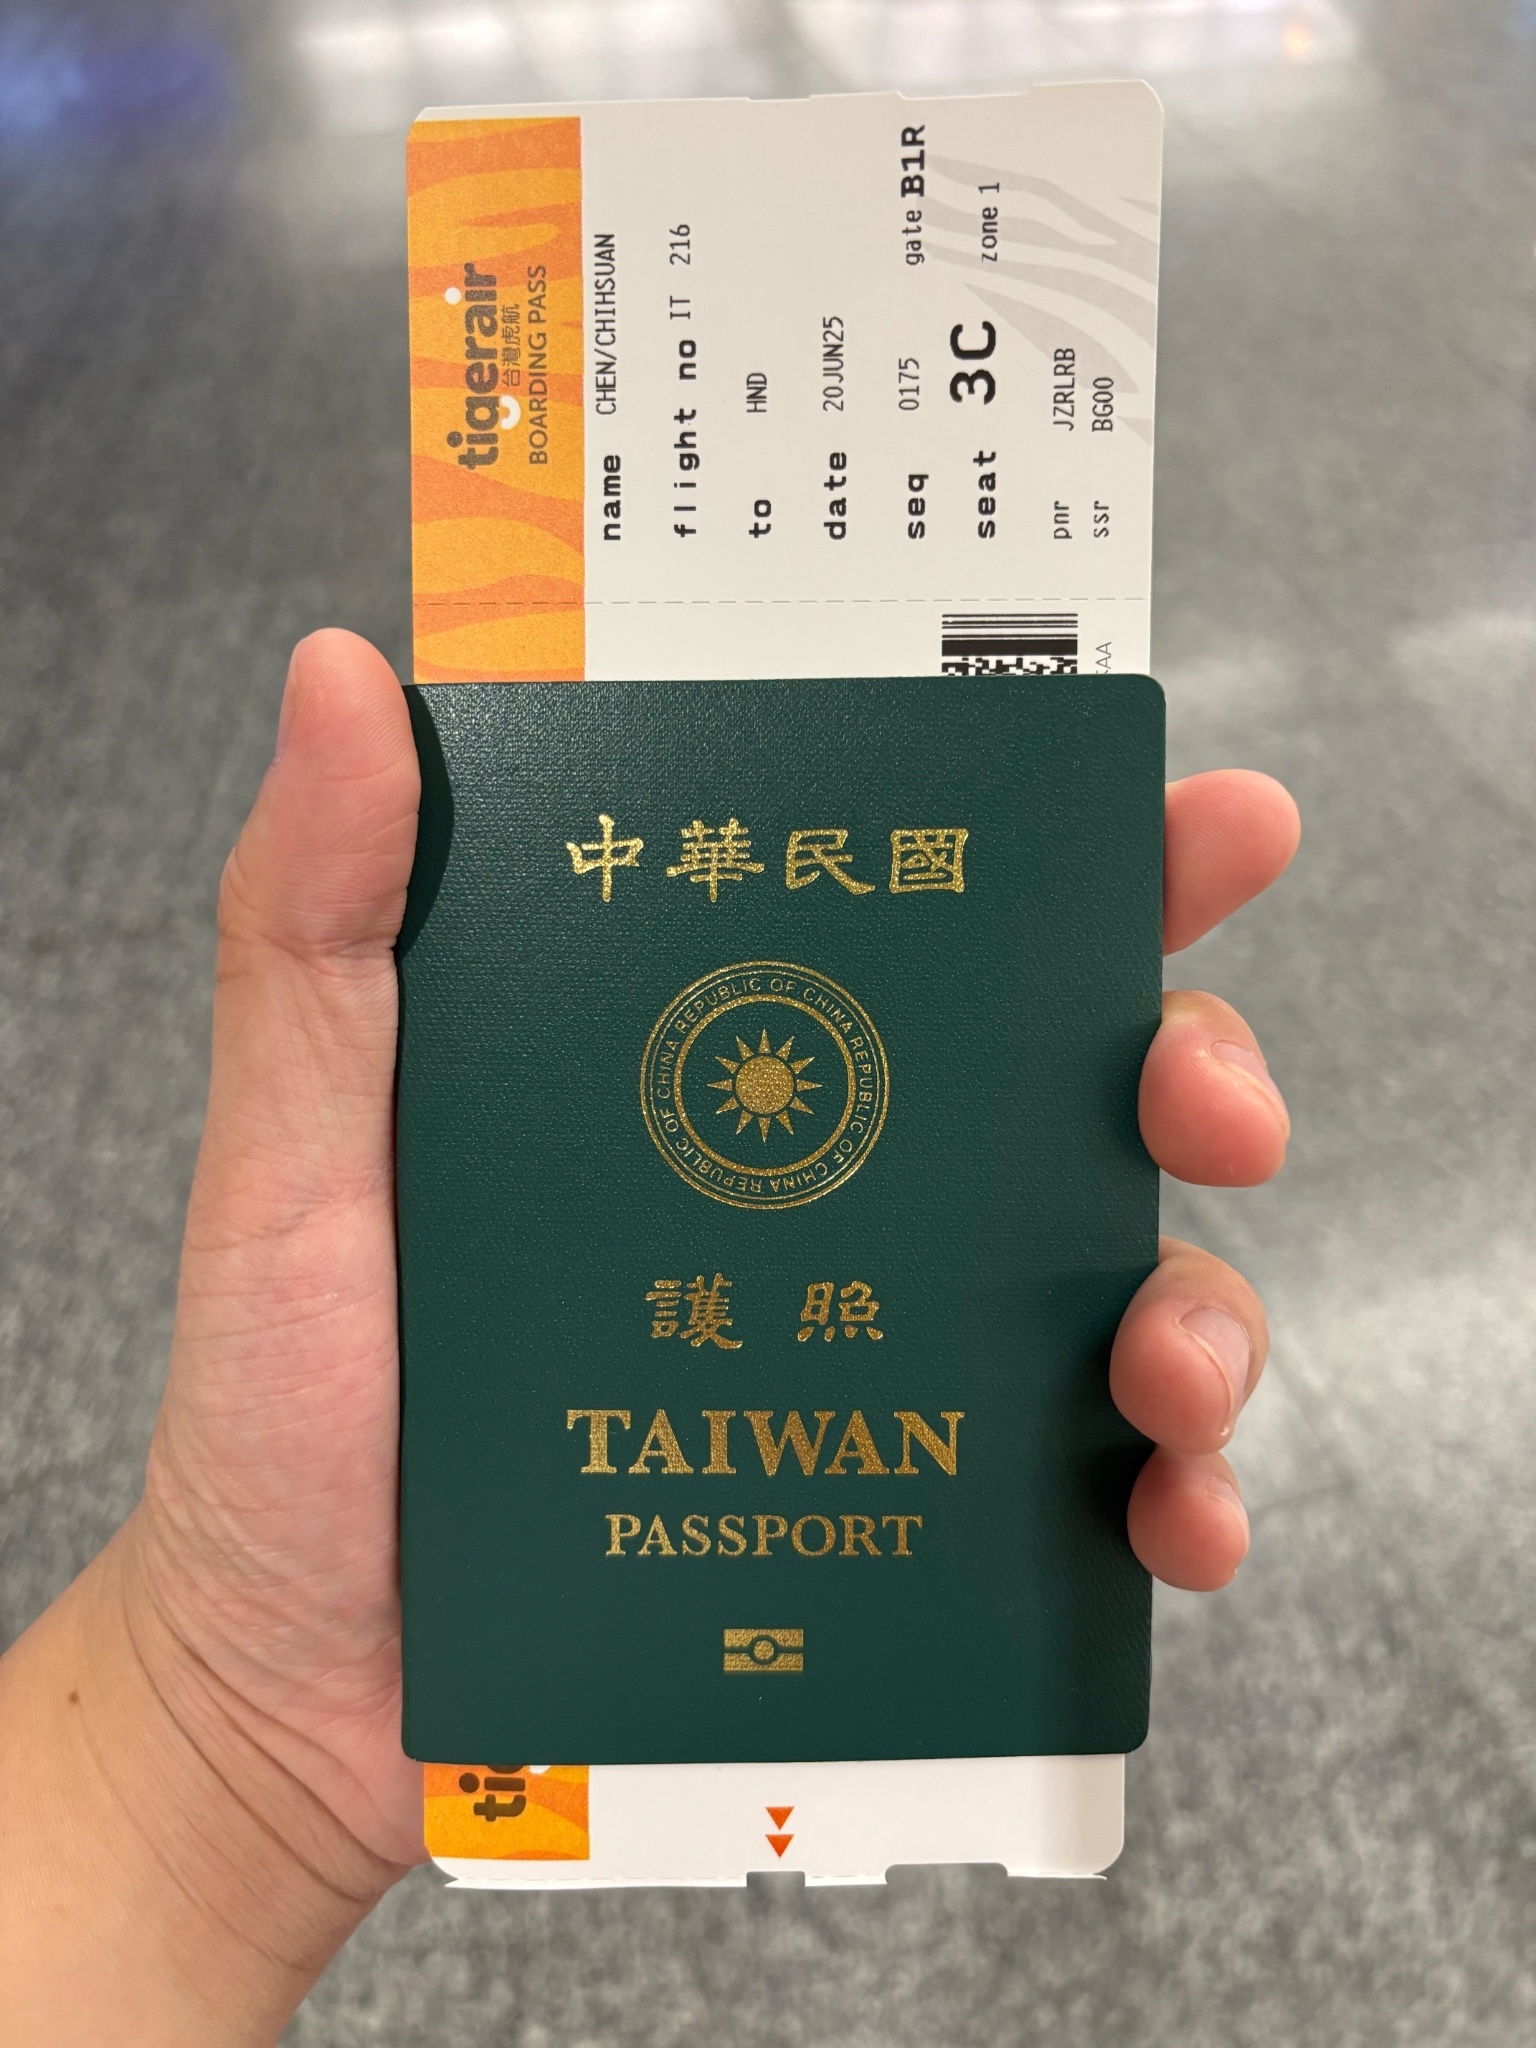 tigerair
台灣虎航
BOARDING PASS
name CHEN/CHIHSUAN
flight no IT 216
to HND
date 20JUN25
seq 0175 gate B1R
seat 3C zone 1
pnr JZRLRB
ssr BG00
中華民國
REPUBLIC OF CHINA REPUBLIC OF CHINA REPUBLIC OF CHINA
護照
TAIWAN
PASSPORT